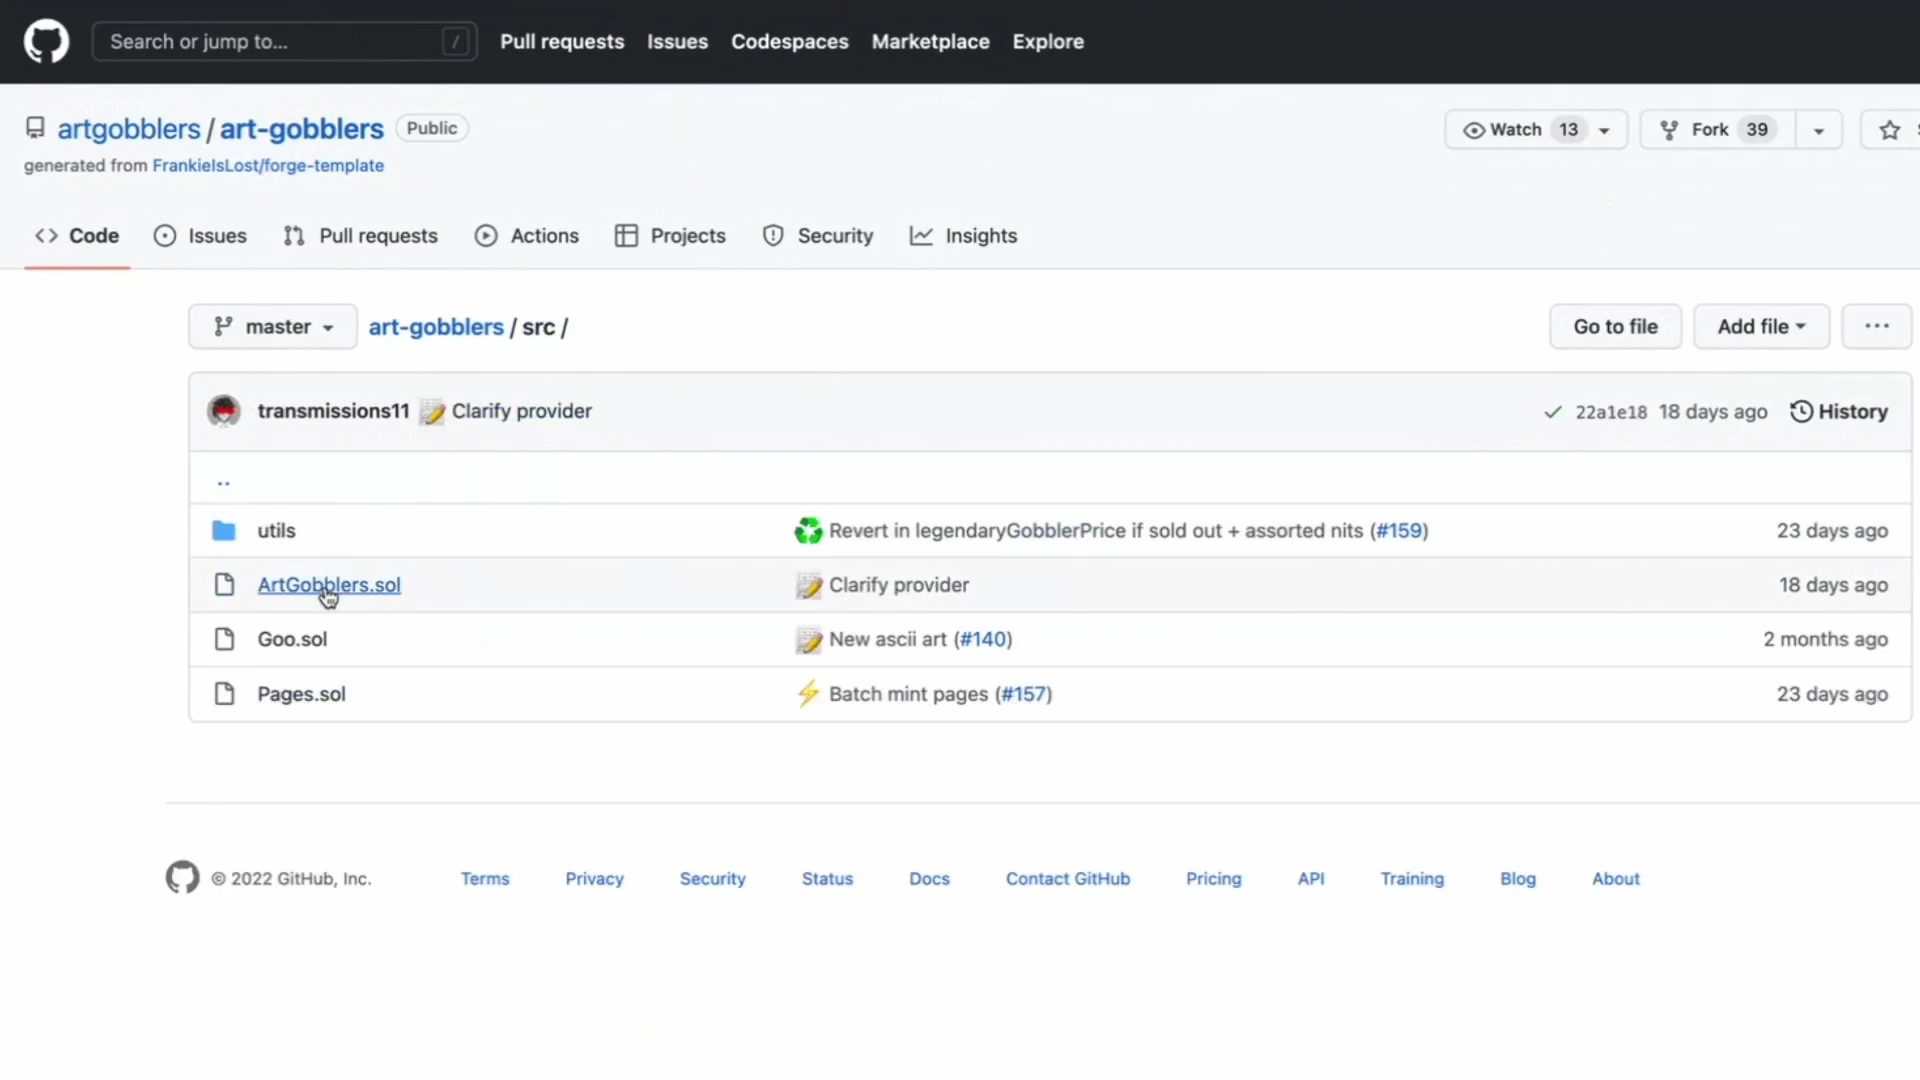 Search or jump to... / Pull requests Issues Codespaces Marketplace Explore
artgobblers / art-gobblers Public Watch 13 Fork 39
generated from FrankieIsLost/forge-template
Code Issues Pull requests Actions Projects Security Insights
master art-gobblers / src / Go to file Add file ...
transmissions11 Clarify provider 22a1e18 18 days ago History
..
utils Revert in legendaryGobblerPrice if sold out + assorted nits (#159) 23 days ago
ArtGobblers.sol Clarify provider 18 days ago
Goo.sol New ascii art (#140) 2 months ago
Pages.sol Batch mint pages (#157) 23 days ago
© 2022 GitHub, Inc. Terms Privacy Security Status Docs Contact GitHub Pricing API Training Blog About